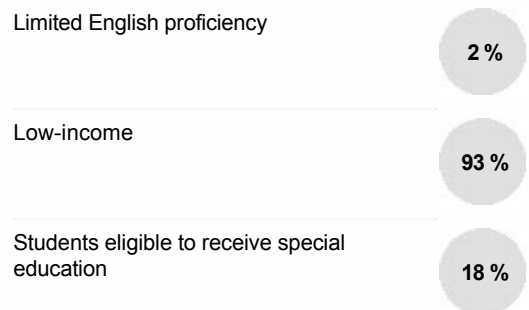 Limited English proficiency
2 %
Low-income
93 %
Students eligible to receive special
education
18 %